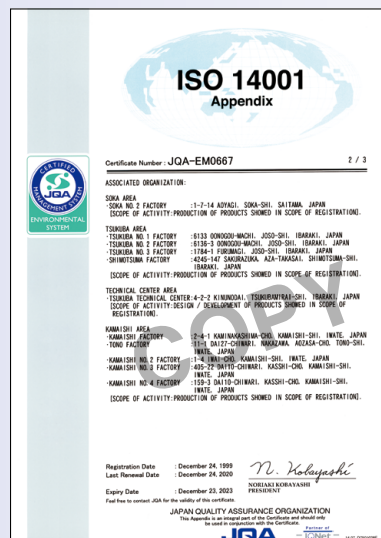 ISO 14001
Appendix
Certificate Number : JQA-EM0667 2 / 3
CERTIFIED
JQA
MANAGEMENT SYSTEM
ENVIRONMENTAL
SYSTEM
ASSOCIATED ORGANIZATION:
SOKA AREA
·SOKA NO.2 FACTORY :1-7-14 AOYAGI, SOKA-SHI, SAITAMA, JAPAN
[SCOPE OF ACTIVITY:PRODUCTION OF PRODUCTS SHOWED IN SCOPE OF REGISTRATION].
TSUKUBA AREA
·TSUKUBA NO.1 FACTORY :6133 OONOGOU-MACHI, JOSO-SHI, IBARAKI, JAPAN
·TSUKUBA NO.2 FACTORY :6136-3 OONOGOU-MACHI, JOSO-SHI, IBARAKI, JAPAN
·TSUKUBA NO.3 FACTORY :1784-1 FURUMAGI, JOSO-SHI, IBARAKI, JAPAN
·SHIMOTSUMA FACTORY :4245-147 SAKURAZUKA, AZA-TAKASAI, SHIMOTSUMA-SHI,
IBARAKI, JAPAN
[SCOPE OF ACTIVITY:PRODUCTION OF PRODUCTS SHOWED IN SCOPE OF REGISTRATION].
TECHNICAL CENTER AREA
·TSUKUBA TECHNICAL CENTER:4-2-2 KINUNODAI, TSUKUBAMIRAI-SHI, IBARAKI, JAPAN
[SCOPE OF ACTIVITY:DESIGN / DEVELOPMENT OF PRODUCTS SHOWED IN SCOPE OF
REGISTRATION].
KAMAISHI AREA
·KAMAISHI FACTORY :2-4-1 KAMINAKASHIMA-CHO, KAMAISHI-SHI, IWATE, JAPAN
·TONO FACTORY :11-1 DAI27-CHIWARI, NAKAZAWA, AOZASA-CHO, TONO-SHI,
IWATE, JAPAN
·KAMAISHI NO.2 FACTORY :1-4 IWAI-CHO, KAMAISHI-SHI, IWATE, JAPAN
·KAMAISHI NO.3 FACTORY :405-22 DAI10-CHIWARI, KASSHI-CHO, KAMAISHI-SHI,
IWATE, JAPAN
·KAMAISHI NO.4 FACTORY :159-3 DAI10-CHIWARI, KASSHI-CHO, KAMAISHI-SHI,
IWATE, JAPAN
[SCOPE OF ACTIVITY:PRODUCTION OF PRODUCTS SHOWED IN SCOPE OF REGISTRATION].
COPY
Registration Date : December 24, 1999
Last Renewal Date : December 24, 2020
N. Kobayashi
NORIAKI KOBAYASHI
PRESIDENT
Expiry Date : December 23, 2023
Feel free to contact JQA for the validity of this certificate.
JAPAN QUALITY ASSURANCE ORGANIZATION
This Appendix is an integral part of the Certificate and should only
be used in conjunction with the Certificate.
JQA
Partner of
IQNet